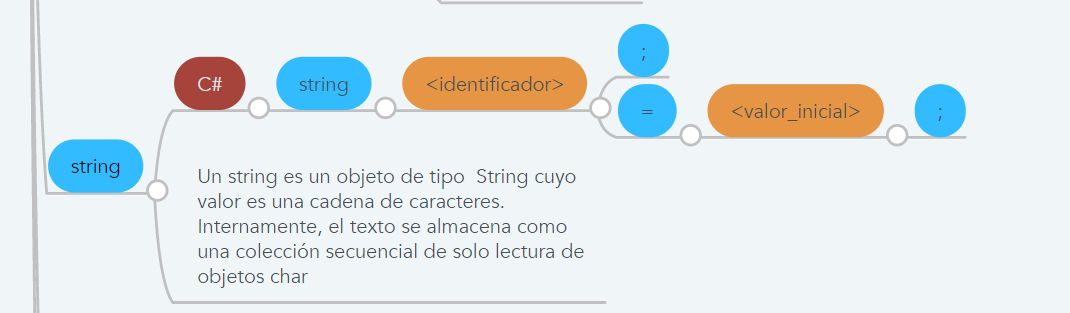 ;
C# string <identificador>
= <valor_inicial> ;
string
Un string es un objeto de tipo  String cuyo
valor es una cadena de caracteres.
Internamente, el texto se almacena como
una colección secuencial de solo lectura de
objetos char